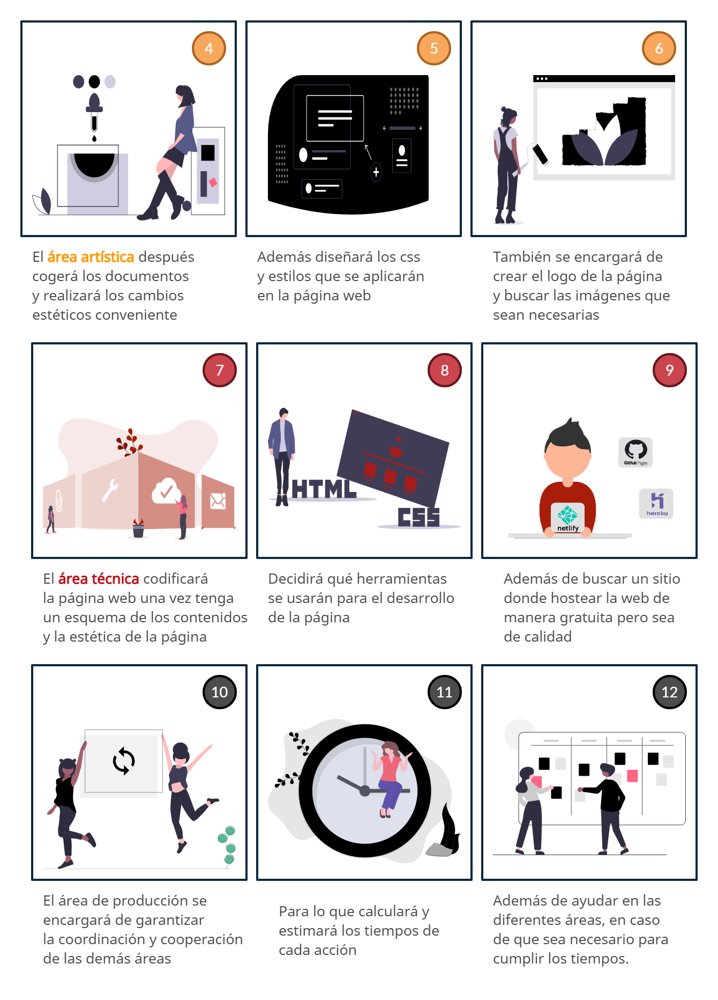 4
5
6
El área artística después
cogerá los documentos
y realizará los cambios
estéticos conveniente
Además diseñará los css
y estilos que se aplicarán
en la página web
También se encargará de
crear el logo de la página
y buscar las imágenes que
sean necesarias
7
8
9
HTML
CSS
GitHub Pages
heroku
netlify
El área técnica codificará
la página web una vez tenga
un esquema de los contenidos
y la estética de la página
Decidirá qué herramientas
se usarán para el desarrollo
de la página
Además de buscar un sitio
donde hostear la web de
manera gratuita pero sea
de calidad
10
11
12
El área de producción se
encargará de garantizar
la coordinación y cooperación
de las demás áreas
Para lo que calculará y
estimará los tiempos de
cada acción
Además de ayudar en las
diferentes áreas, en caso
de que sea necesario para
cumplir los tiempos.